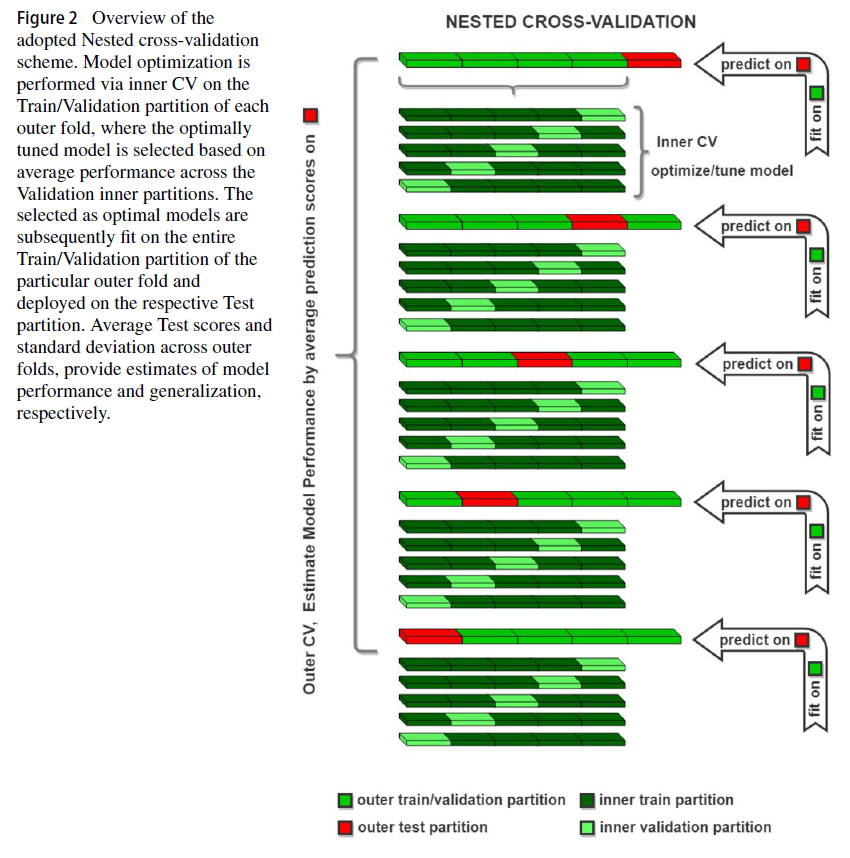 Figure 2 Overview of the
adopted Nested cross-validation
scheme. Model optimization is
performed via inner CV on the
Train/Validation partition of each
outer fold, where the optimally
tuned model is selected based on
average performance across the
Validation inner partitions. The
selected as optimal models are
subsequently fit on the entire
Train/Validation partition of the
particular outer fold and
deployed on the respective Test
partition. Average Test scores and
standard deviation across outer
folds, provide estimates of model
performance and generalization,
respectively.
NESTED CROSS-VALIDATION
Outer CV, Estimate Model Performance by average prediction scores on
predict on
fit on
Inner CV
optimize/tune model
predict on
fit on
predict on
fit on
predict on
fit on
predict on
fit on
outer train/validation partition
inner train partition
outer test partition
inner validation partition